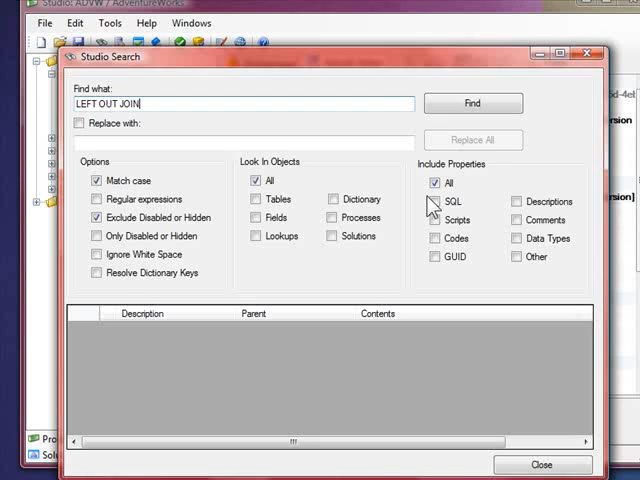 Studio: ADVW / AdventureWorks
File Edit Tools Help Windows
Studio Search
Find what:
LEFT OUT JOIN
Find
Replace with:
Replace All
Options
Match case
Regular expressions
Exclude Disabled or Hidden
Only Disabled or Hidden
Ignore White Space
Resolve Dictionary Keys
Look In Objects
All
Tables Dictionary
Fields Processes
Lookups Solutions
Include Properties
All
SQL Descriptions
Scripts Comments
Codes Data Types
GUID Other
Description Parent Contents
Close